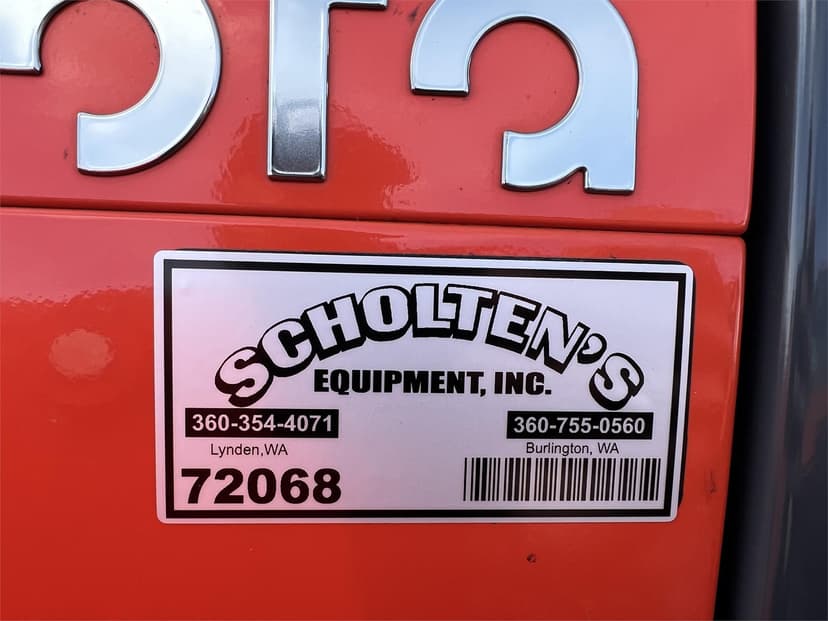 SCHOLTEN'S
EQUIPMENT, INC.
360-354-4071 360-755-0560
Lynden,WA Burlington, WA
72068